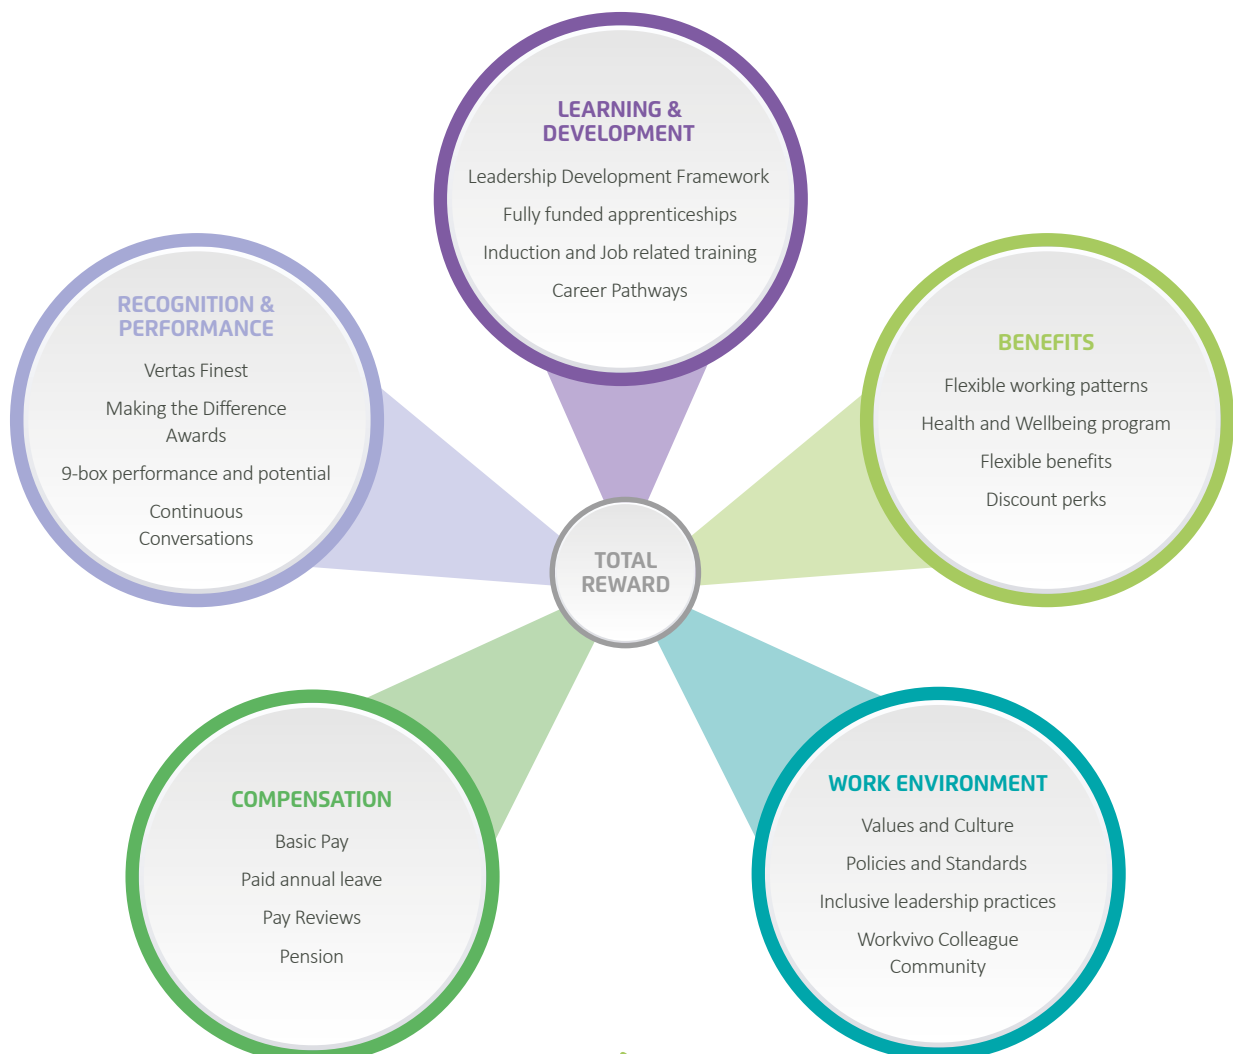 LEARNING &
DEVELOPMENT
Leadership Development Framework
Fully funded apprenticeships
Induction and Job related training
Career Pathways
RECOGNITION &
PERFORMANCE
Vertas Finest
Making the Difference
Awards
9-box performance and potential
Continuous
Conversations
BENEFITS
Flexible working patterns
Health and Wellbeing program
Flexible benefits
Discount perks
TOTAL
REWARD
COMPENSATION
Basic Pay
Paid annual leave
Pay Reviews
Pension
WORK ENVIRONMENT
Values and Culture
Policies and Standards
Inclusive leadership practices
Workvivo Colleague
Community